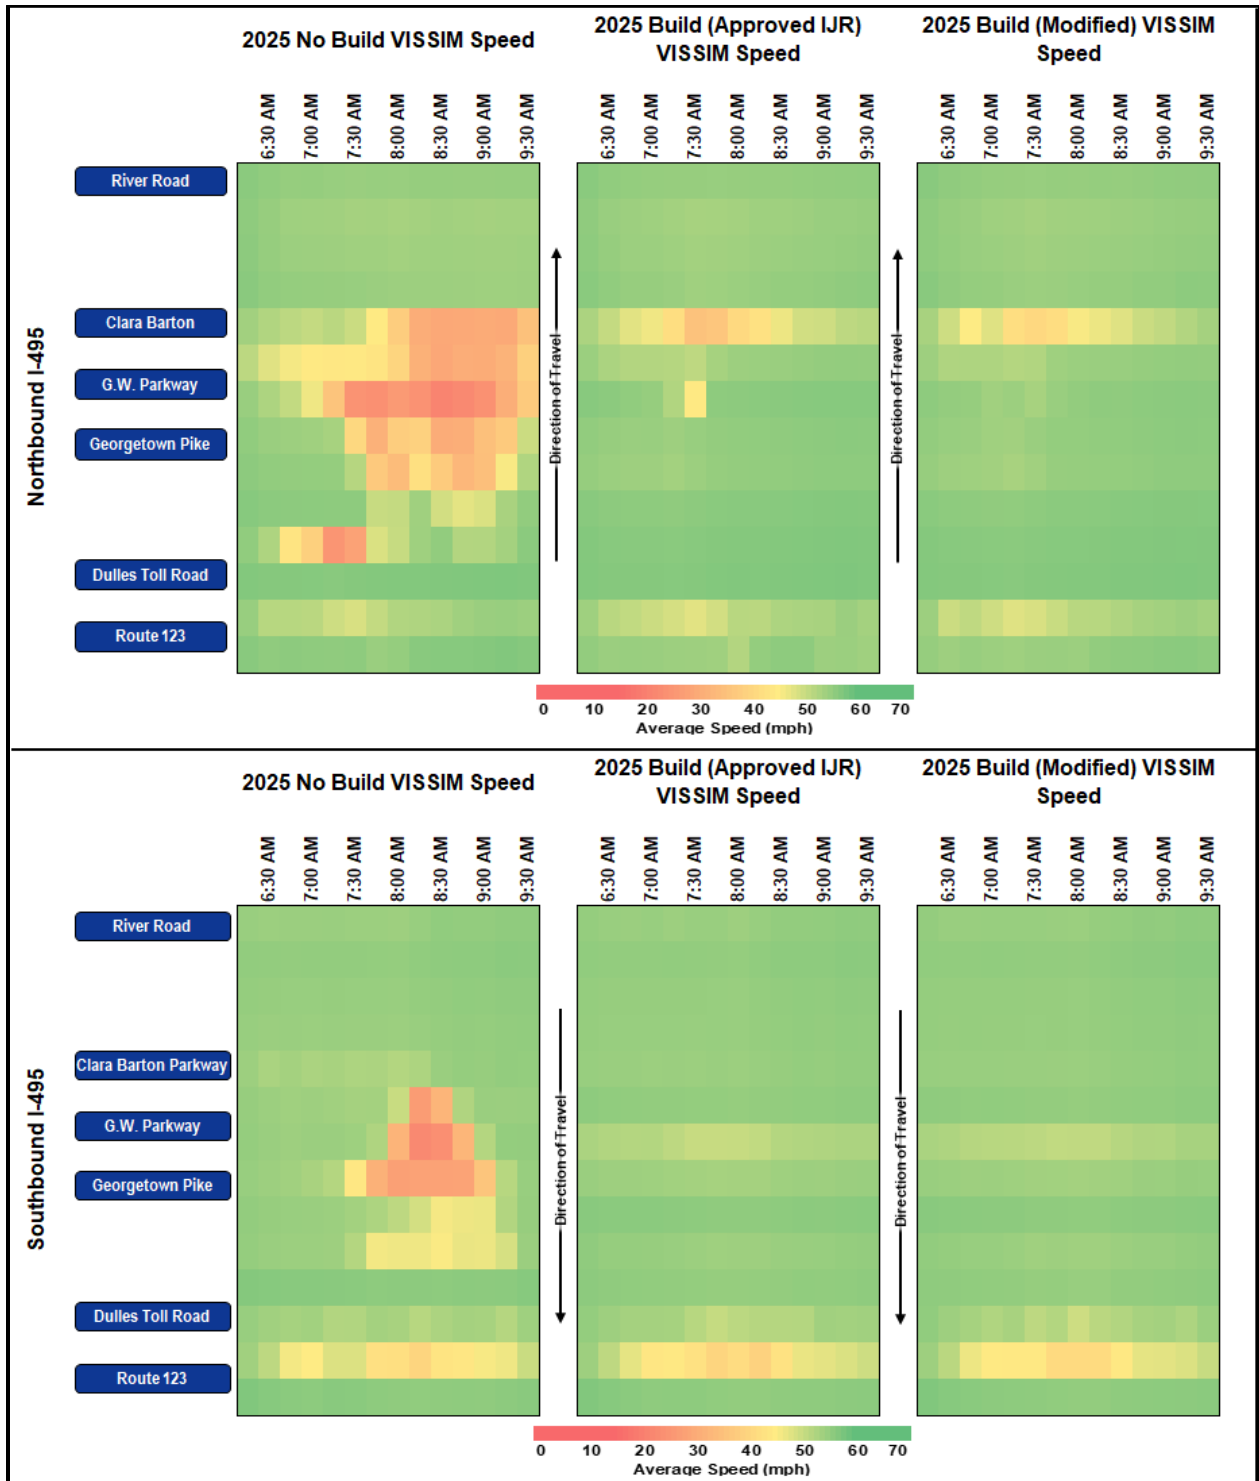 2025 No Build VISSIM Speed
2025 Build (Approved IJR)
VISSIM Speed
2025 Build (Modified) VISSIM
Speed
6:30 AM
7:00 AM
7:30 AM
8:00 AM
8:30 AM
9:00 AM
9:30 AM
6:30 AM
7:00 AM
7:30 AM
8:00 AM
8:30 AM
9:00 AM
9:30 AM
6:30 AM
7:00 AM
7:30 AM
8:00 AM
8:30 AM
9:00 AM
9:30 AM
Northbound I-495
River Road
Clara Barton
G.W. Parkway
Georgetown Pike
Dulles Toll Road
Route 123
Direction of Travel
Direction of Travel
0 10 20 30 40 50 60 70
Average Speed (mph)
2025 No Build VISSIM Speed
2025 Build (Approved IJR)
VISSIM Speed
2025 Build (Modified) VISSIM
Speed
6:30 AM
7:00 AM
7:30 AM
8:00 AM
8:30 AM
9:00 AM
9:30 AM
6:30 AM
7:00 AM
7:30 AM
8:00 AM
8:30 AM
9:00 AM
9:30 AM
6:30 AM
7:00 AM
7:30 AM
8:00 AM
8:30 AM
9:00 AM
9:30 AM
Southbound I-495
River Road
Clara Barton Parkway
G.W. Parkway
Georgetown Pike
Dulles Toll Road
Route 123
Direction of Travel
Direction of Travel
0 10 20 30 40 50 60 70
Average Speed (mph)